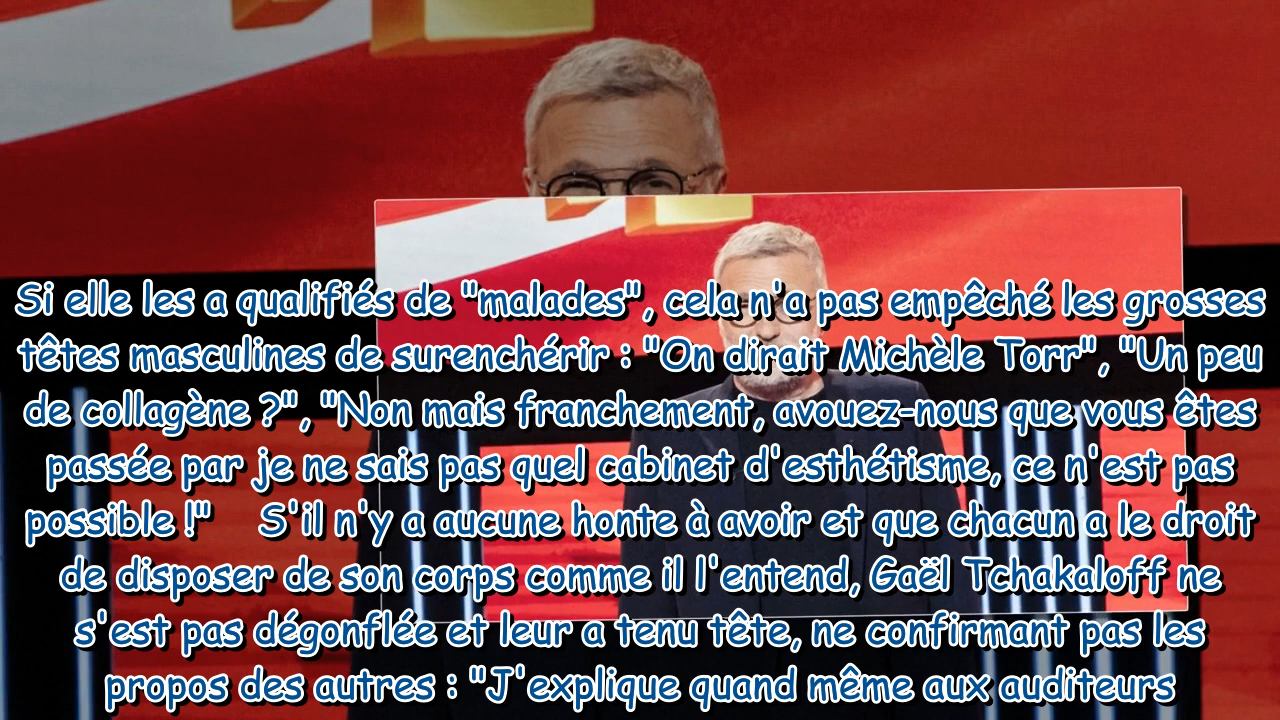 Si elle les a qualifiés de "malades", cela n'a pas empêché les grosses
têtes masculines de surenchérir : "On dirait Michèle Torr", "Un peu
de collagène ?", "Non mais franchement, avouez-nous que vous êtes
passée par je ne sais pas quel cabinet d'esthétisme, ce n'est pas
possible !"    S'il n'y a aucune honte à avoir et que chacun a le droit
de disposer de son corps comme il l'entend, Gaël Tchakaloff ne
s'est pas dégonflée et leur a tenu tête, ne confirmant pas les
propos des autres : "J'explique quand même aux auditeurs